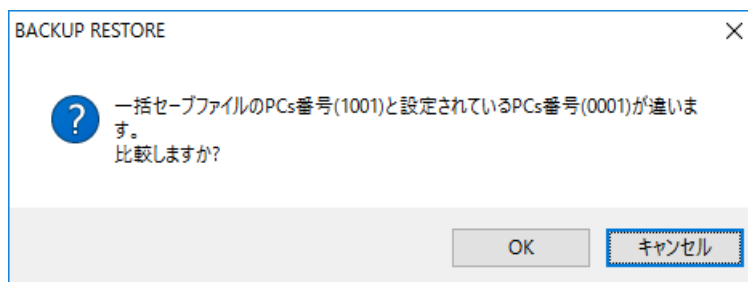 BACKUP RESTORE
一括セーブファイルのPCs番号(1001)と設定されているPCs番号(0001)が違いま
す。
比較しますか?
OK
キャンセル